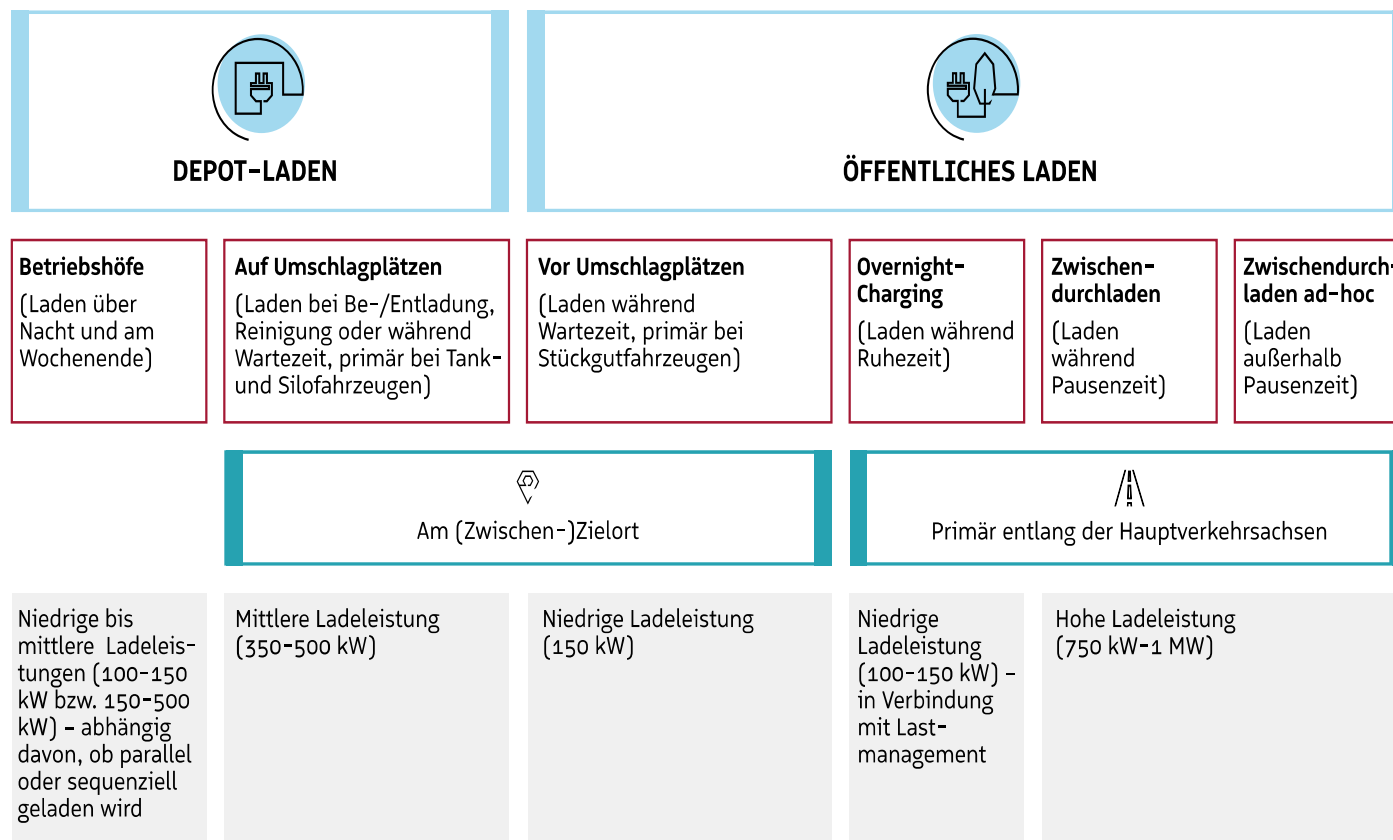 DEPOT-LADEN
ÖFFENTLICHES LADEN
Betriebshöfe
(Laden über
Nacht und am
Wochenende)
Auf Umschlagplätzen
(Laden bei Be-/Entladung,
Reinigung oder während
Wartezeit, primär bei Tank-
und Silofahrzeugen)
Vor Umschlagplätzen
(Laden während
Wartezeit, primär bei
Stückgutfahrzeugen)
Overnight-
Charging
(Laden während
Ruhezeit)
Zwischen-
durchladen
(Laden
während
Pausenzeit)
Zwischendurch-
laden ad-hoc
(Laden
außerhalb
Pausenzeit)
Am (Zwischen-)Zielort
Primär entlang der Hauptverkehrsachsen
Niedrige bis
mittlere Ladeleis-
tungen (100-150
kW bzw. 150-500
kW) – abhängig
davon, ob parallel
oder sequenziell
geladen wird
Mittlere Ladeleistung
(350-500 kW)
Niedrige Ladeleistung
(150 kW)
Niedrige
Ladeleistung
(100-150 kW) –
in Verbindung
mit Last-
management
Hohe Ladeleistung
(750 kW-1 MW)